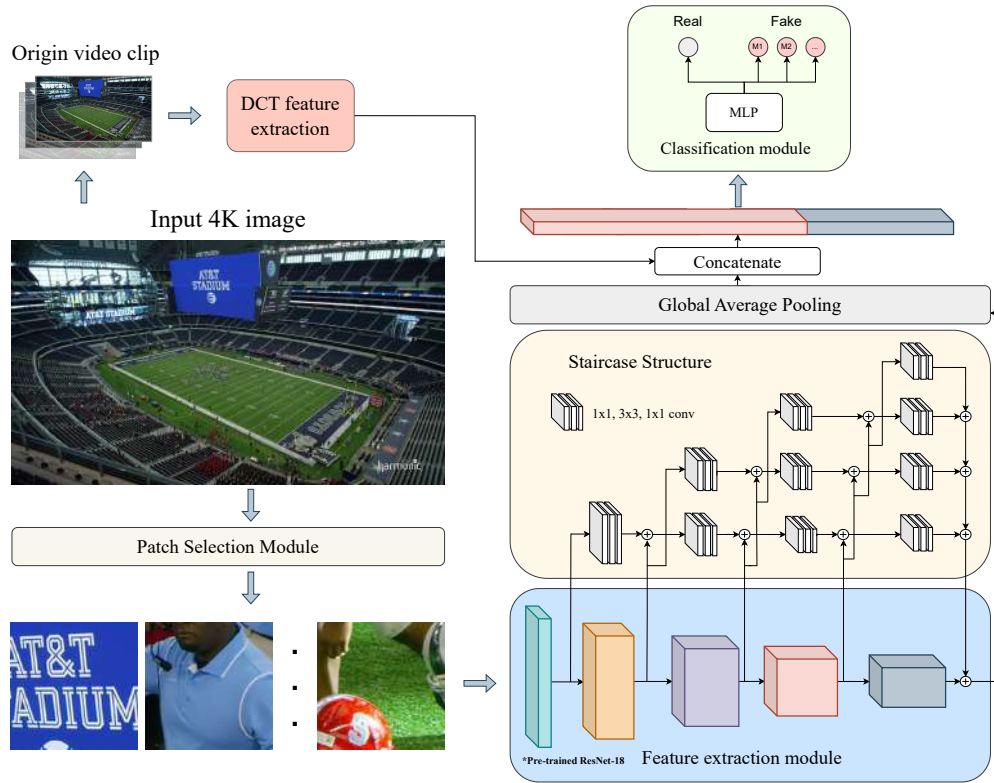 Origin video clip
DCT feature
extraction
Real
Fake
M1
M2
...
MLP
Classification module
Input 4K image
AT&T
STADIUM
AT&T STADIUM
harmonic
Concatenate
Global Average Pooling
Staircase Structure
1x1, 3x3, 1x1 conv
Patch Selection Module
AT&T
STADIUM
S
*Pre-trained ResNet-18
Feature extraction module